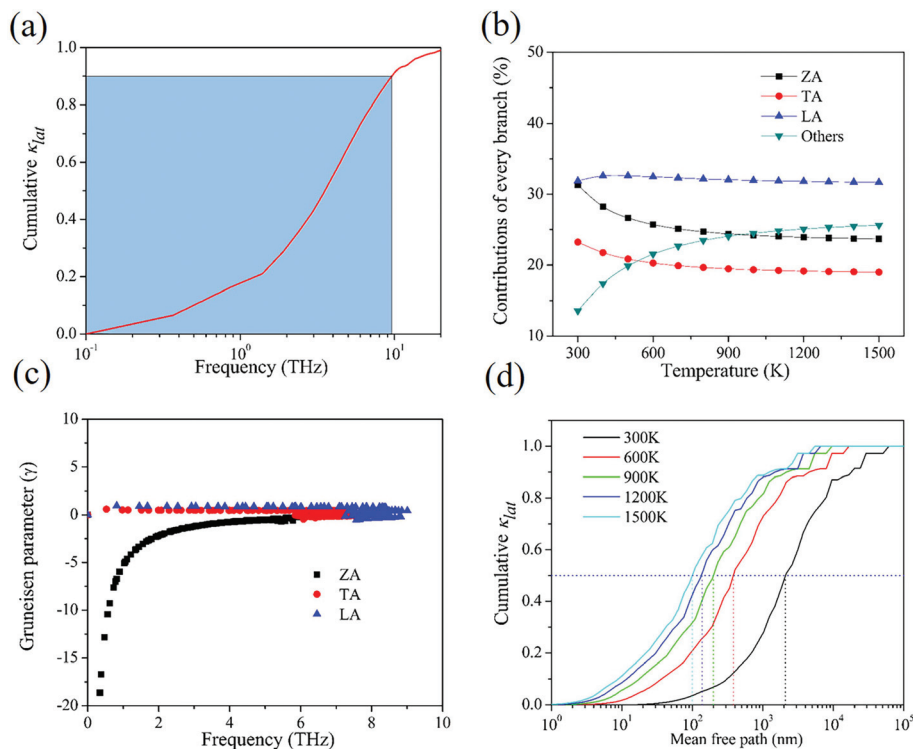 (a)
1.0
0.8
0.6
0.4
0.2
0.0
Cumulative κlat
10⁻¹ 10⁰ 10¹
Frequency (THz)
(b)
50
40
30
20
10
Contributions of every branch (%)
ZA
TA
LA
Others
300 600 900 1200 1500
Temperature (K)
(c)
10
5
0
-5
-10
-15
-20
Gruneisen parameter (γ)
ZA
TA
LA
0 2 4 6 8 10
Frequency (THz)
(d)
1.0
0.8
0.6
0.4
0.2
0.0
Cumulative κlat
300K
600K
900K
1200K
1500K
10⁰ 10¹ 10² 10³ 10⁴ 10⁵
Mean free path (nm)